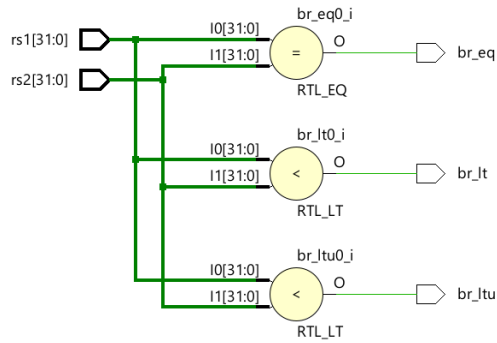 br_eq0_i
rs1[31:0]
I0[31:0]
O
=
br_eq
rs2[31:0]
I1[31:0]
RTL_EQ
br_lt0_i
I0[31:0]
O
<
br_lt
I1[31:0]
RTL_LT
br_ltu0_i
I0[31:0]
O
<
br_ltu
I1[31:0]
RTL_LT